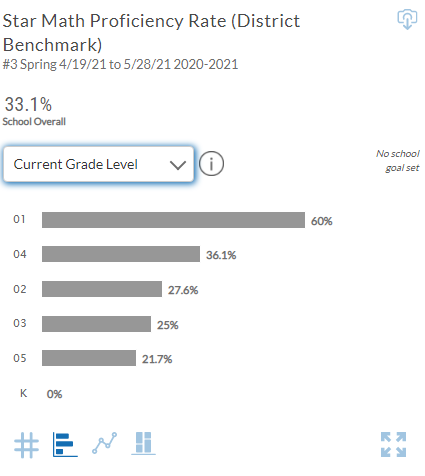 Star Math Proficiency Rate (District
Benchmark)
#3 Spring 4/19/21 to 5/28/21 2020-2021
33.1%
School Overall
Current Grade Level
No school
goal set
01 60%
04 36.1%
02 27.6%
03 25%
05 21.7%
K 0%